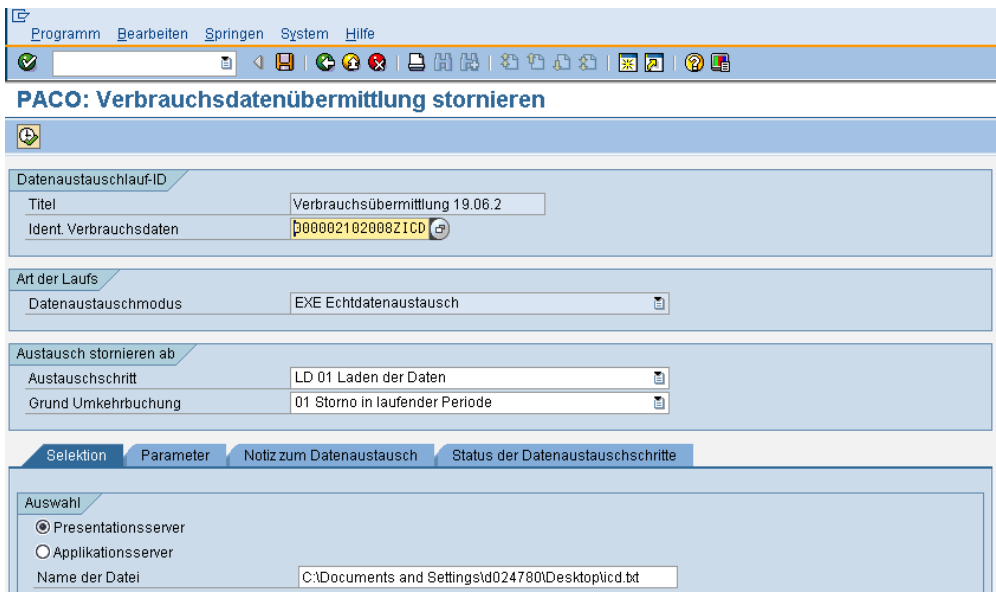 Programm Bearbeiten Springen System Hilfe
PACO: Verbrauchsdatenübermittlung stornieren
Datenaustauschlauf-ID
Titel Verbrauchsübermittlung 19.06.2
Ident. Verbrauchsdaten 000002102008ZICD
Art der Laufs
Datenaustauschmodus EXE Echtdatenaustausch
Austausch stornieren ab
Austauschschritt LD 01 Laden der Daten
Grund Umkehrbuchung 01 Storno in laufender Periode
Selektion Parameter Notiz zum Datenaustausch Status der Datenaustauschschritte
Auswahl
Presentationsserver
Applikationsserver
Name der Datei C:\Documents and Settings\d024780\Desktop\icd.txt